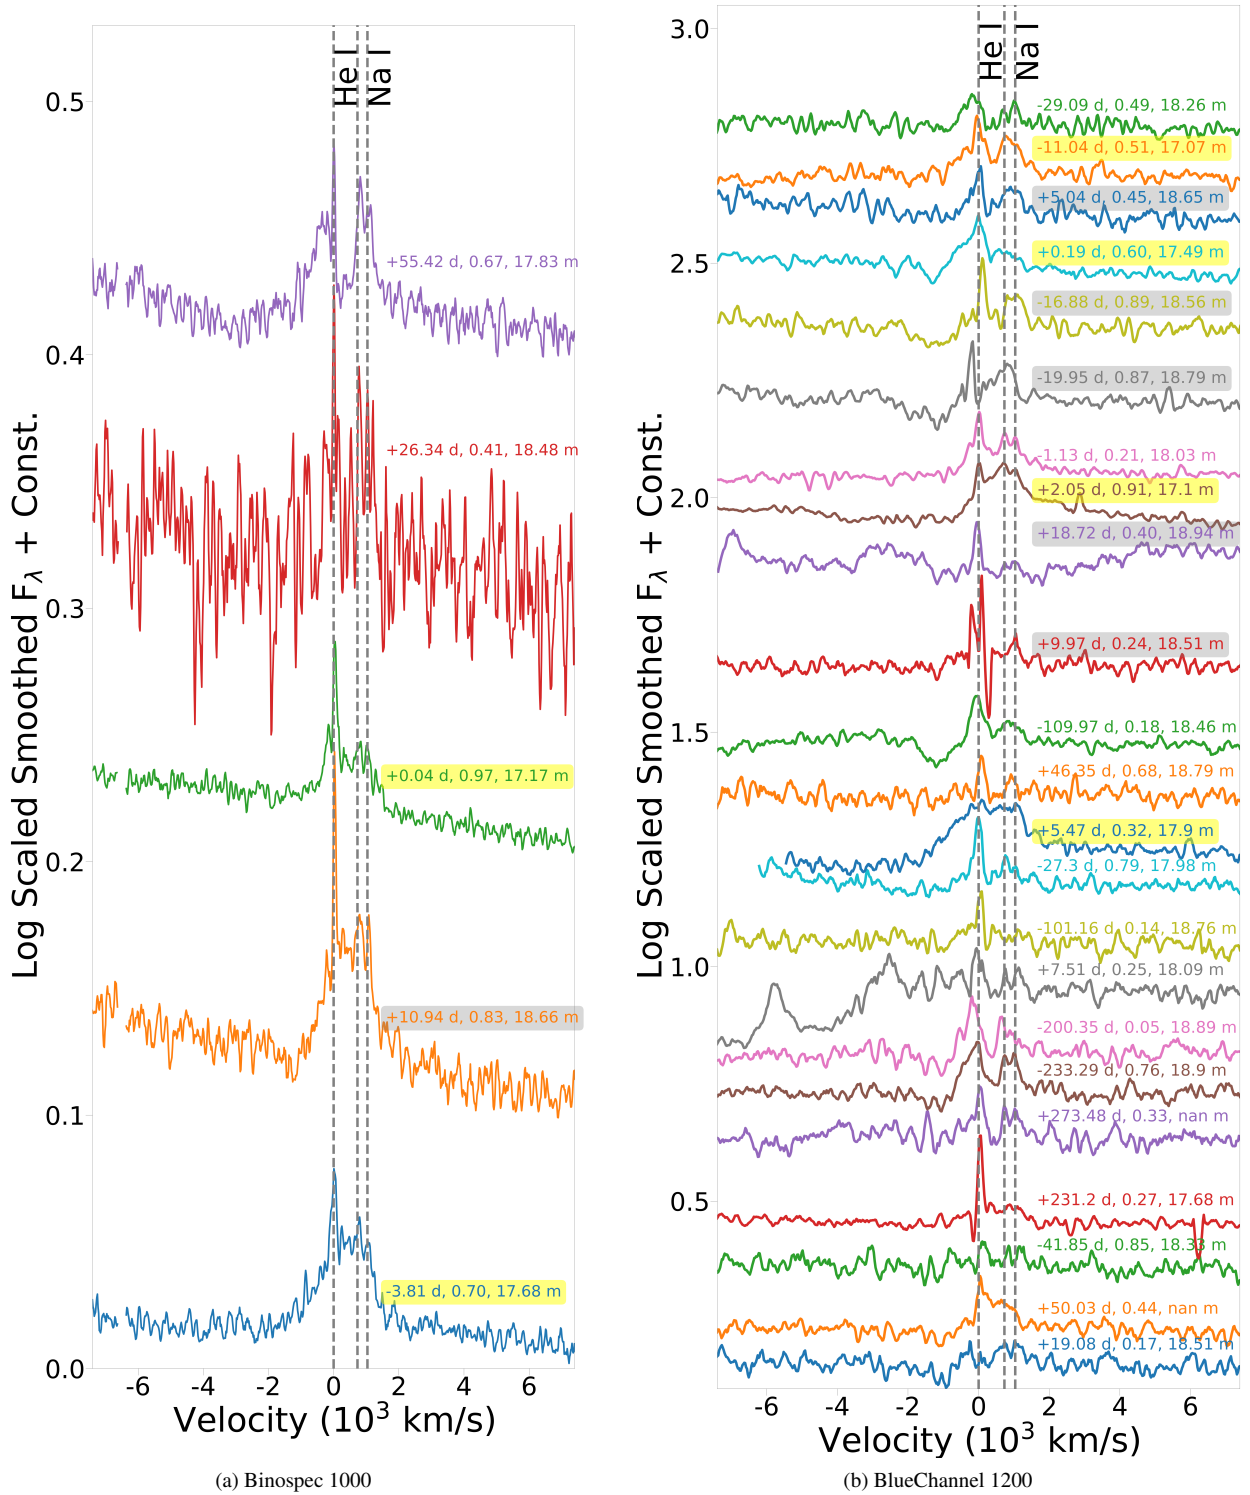 0.5
0.4
0.3
0.2
0.1
0.0
Log Scaled Smoothed Fλ + Const.
He I
Na I
+55.42 d, 0.67, 17.83 m
+26.34 d, 0.41, 18.48 m
+0.04 d, 0.97, 17.17 m
+10.94 d, 0.83, 18.66 m
-3.81 d, 0.70, 17.68 m
-6 -4 -2 0 2 4 6
Velocity (10³ km/s)
(a) Binospec 1000
3.0
2.5
2.0
1.5
1.0
0.5
Log Scaled Smoothed Fλ + Const.
He I
Na I
-29.09 d, 0.49, 18.26 m
-11.04 d, 0.51, 17.07 m
+5.04 d, 0.45, 18.65 m
+0.19 d, 0.60, 17.49 m
-16.88 d, 0.89, 18.56 m
-19.95 d, 0.87, 18.79 m
-1.13 d, 0.21, 18.03 m
+2.05 d, 0.91, 17.1 m
+18.72 d, 0.40, 18.94 m
+9.97 d, 0.24, 18.51 m
-109.97 d, 0.18, 18.46 m
+46.35 d, 0.68, 18.79 m
+5.47 d, 0.32, 17.9 m
-27.3 d, 0.79, 17.98 m
-101.16 d, 0.14, 18.76 m
+7.51 d, 0.25, 18.09 m
-200.35 d, 0.05, 18.89 m
-233.29 d, 0.76, 18.9 m
+273.48 d, 0.33, nan m
+231.2 d, 0.27, 17.68 m
-41.85 d, 0.85, 18.33 m
+50.03 d, 0.44, nan m
+19.08 d, 0.17, 18.51 m
-6 -4 -2 0 2 4 6
Velocity (10³ km/s)
(b) BlueChannel 1200